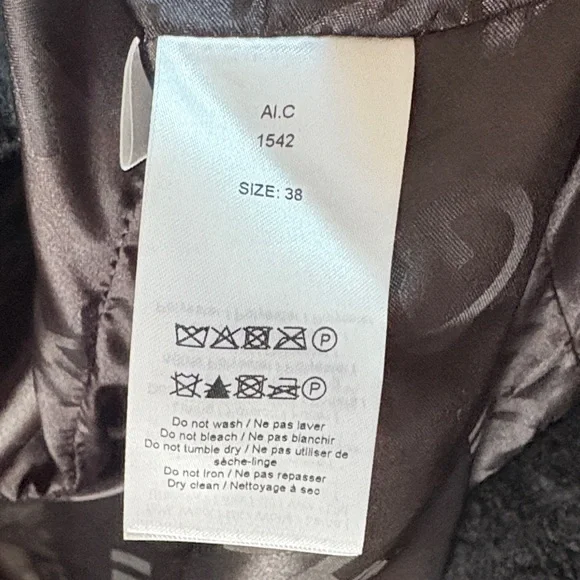 AI.C
1542
SIZE: 38
P
P
Do not wash / Ne pas laver
Do not bleach / Ne pas blanchir
Do not tumble dry / Ne pas utiliser de
sèche-linge
Do not Iron / Ne pas repasser
Dry clean / Nettoyage à sec